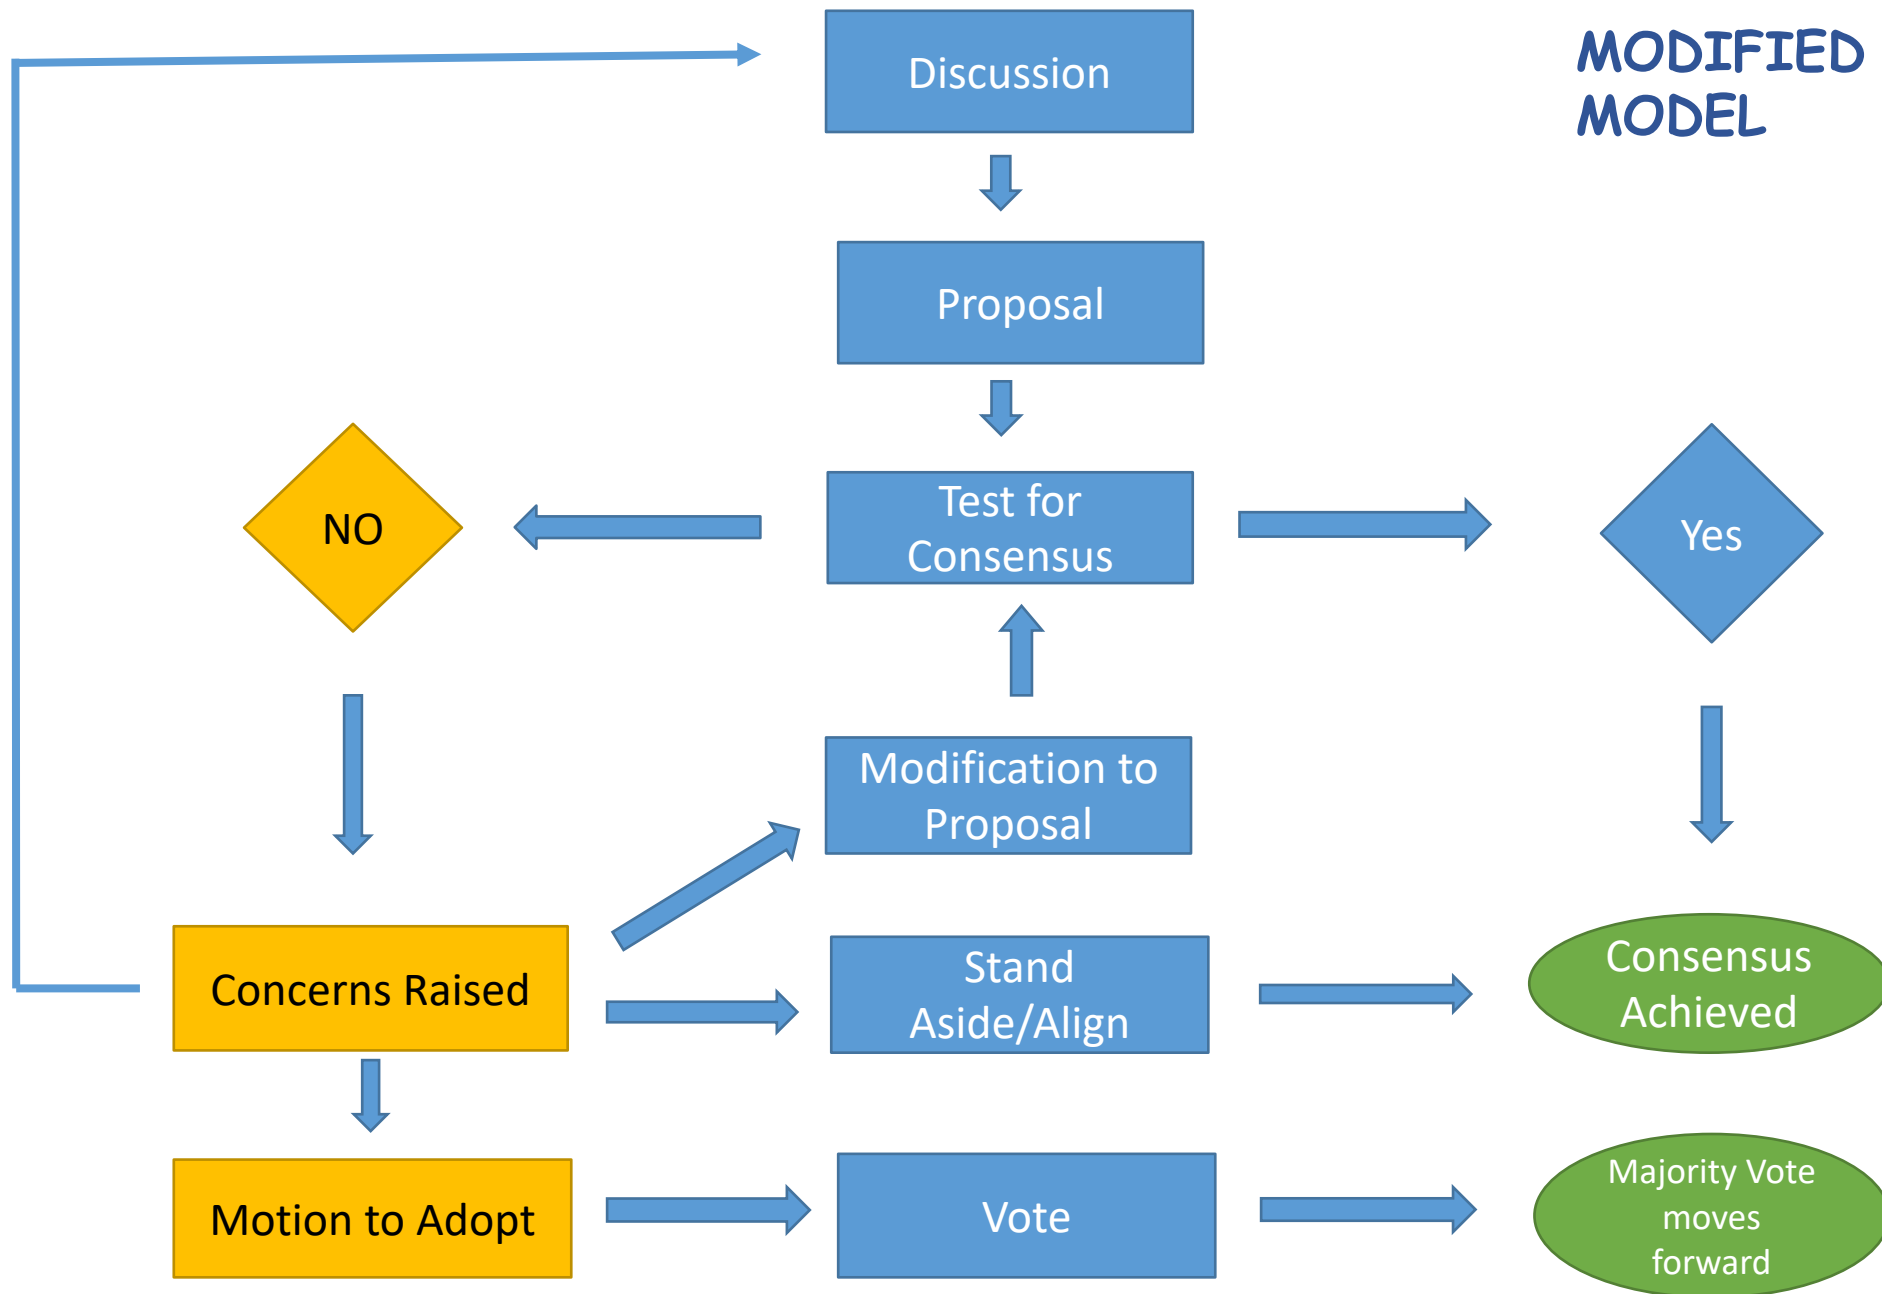 Discussion
MODIFIED
MODEL
Proposal
NO
Test for
Consensus
Yes
Modification to
Proposal
Concerns Raised
Stand
Aside/Align
Consensus
Achieved
Motion to Adopt
Vote
Majority Vote
moves
forward